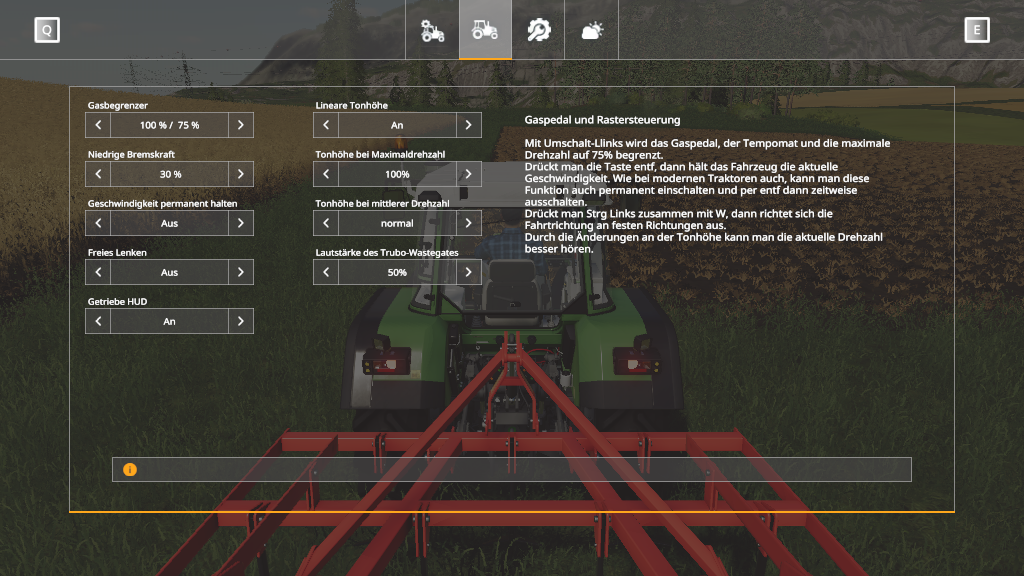 Q
E
Gasbegrenzer
100 % / 75 %
Niedrige Bremskraft
30 %
Geschwindigkeit permanent halten
Aus
Freies Lenken
Aus
Getriebe HUD
An
Lineare Tonhöhe
An
Tonhöhe bei Maximaldrehzahl
100%
Tonhöhe bei mittlerer Drehzahl
normal
Lautstärke des Trubo-Wastegates
50%
Gaspedal und Rastersteuerung
Mit Umschalt-Llinks wird das Gaspedal, der Tempomat und die maximale
Drehzahl auf 75% begrenzt.
Drückt man die Taste entf, dann hält das Fahrzeug die aktuelle
Geschwindigkeit. Wie bei modernen Traktoren auch, kann man diese
Funktion auch permanent einschalten und per entf dann zeitweise
ausschalten.
Drückt man Strg Links zusammen mit W, dann richtet sich die
Fahrtrichtung an festen Richtungen aus.
Durch die Änderungen an der Tonhöhe kann man die aktuelle Drehzahl
besser hören.